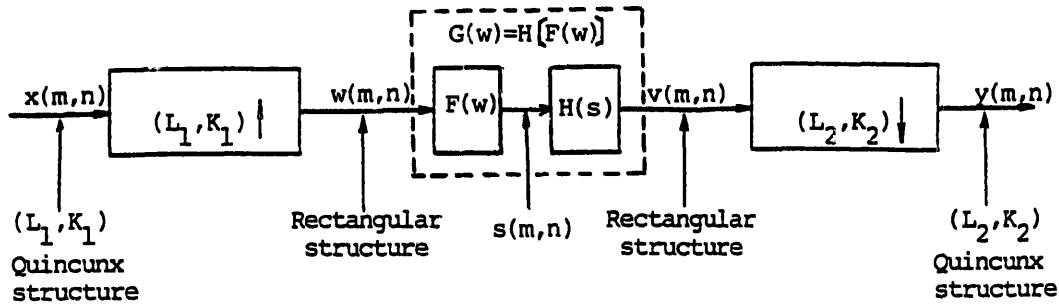 G(w)=H[F(w)]
x(m,n)
(L1,K1) ↑
w(m,n)
F(w)
H(s)
v(m,n)
(L2,K2) ↓
y(m,n)
(L1,K1)
Quincunx
structure
Rectangular
structure
s(m,n)
Rectangular
structure
(L2,K2)
Quincunx
structure